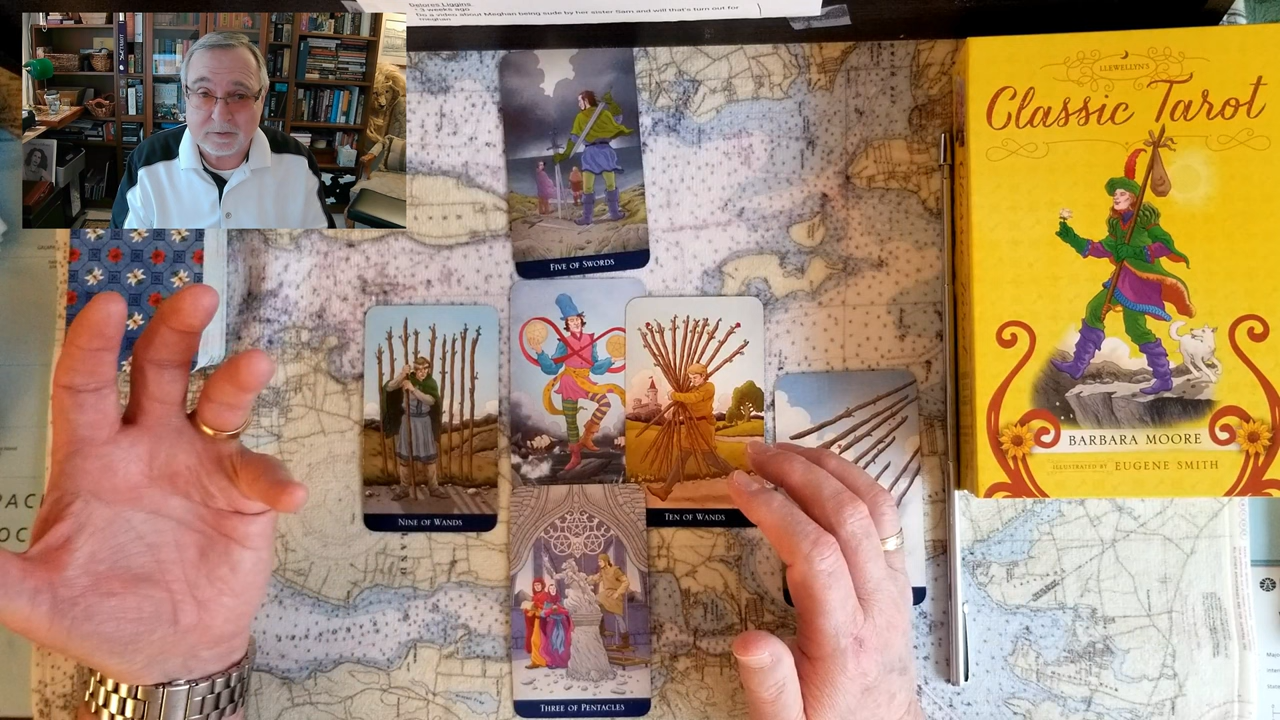 Delores Liggins
3 weeks ago
Do a video about Meghan being sude by her sister Sam and will that's turn out for
meghan
FIVE OF SWORDS
NINE OF WANDS
TEN OF WANDS
THREE OF PENTACLES
LLEWELLYN'S
Classic Tarot
BARBARA MOORE
ILLUSTRATED BY EUGENE SMITH